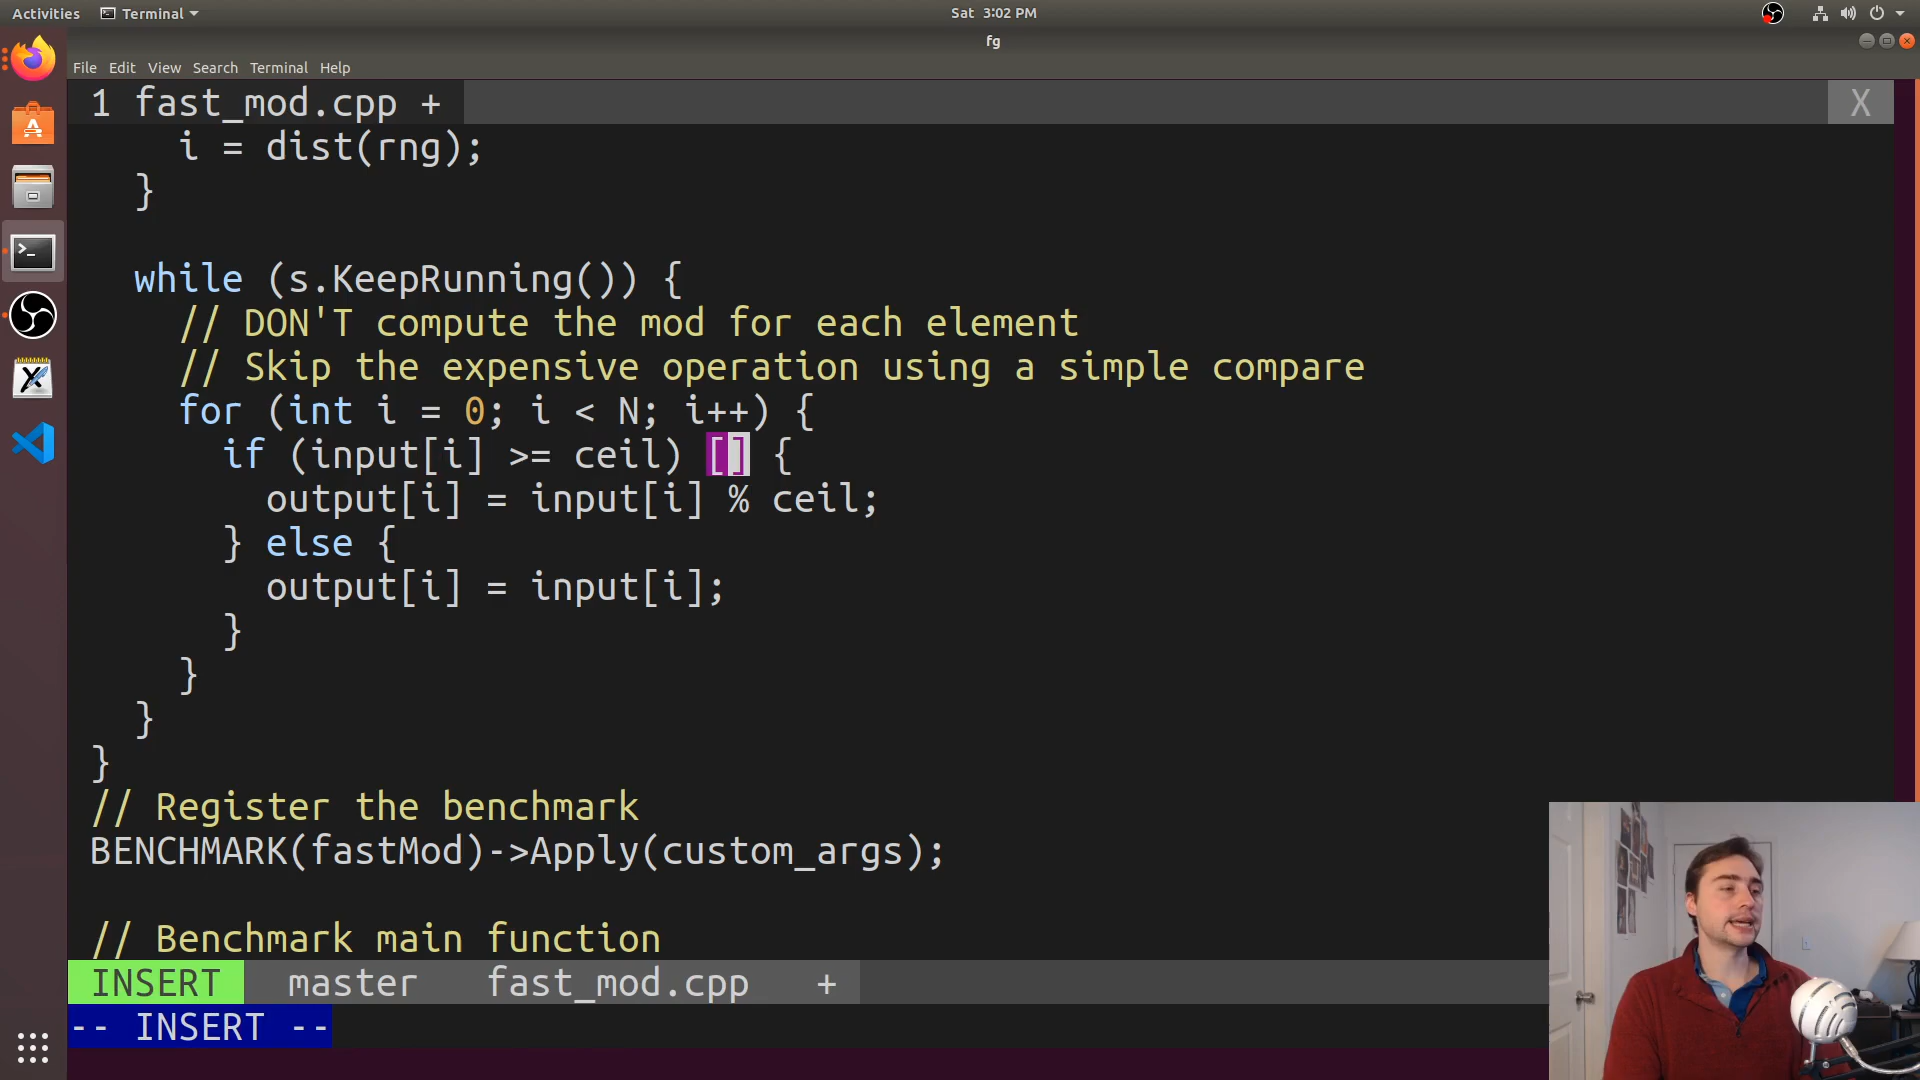 Activities Terminal Sat 3:02 PM
fg
File Edit View Search Terminal Help
1 fast_mod.cpp + X
i = dist(rng);
}
while (s.KeepRunning()) {
// DON'T compute the mod for each element
// Skip the expensive operation using a simple compare
for (int i = 0; i < N; i++) {
if (input[i] >= ceil) [] {
output[i] = input[i] % ceil;
} else {
output[i] = input[i];
}
}
}
}
// Register the benchmark
BENCHMARK(fastMod)->Apply(custom_args);
// Benchmark main function
INSERT master fast_mod.cpp +
-- INSERT --